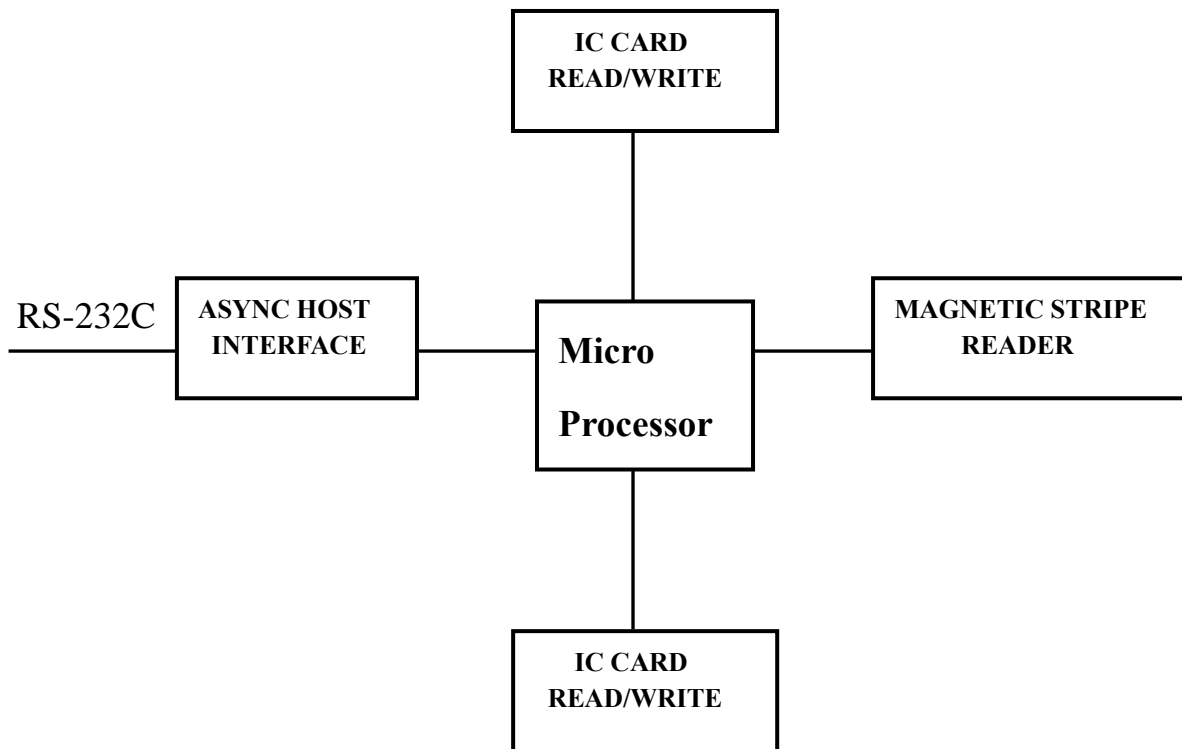 IC CARD
READ/WRITE
RS-232C
ASYNC HOST
INTERFACE
Micro
Processor
MAGNETIC STRIPE
READER
IC CARD
READ/WRITE